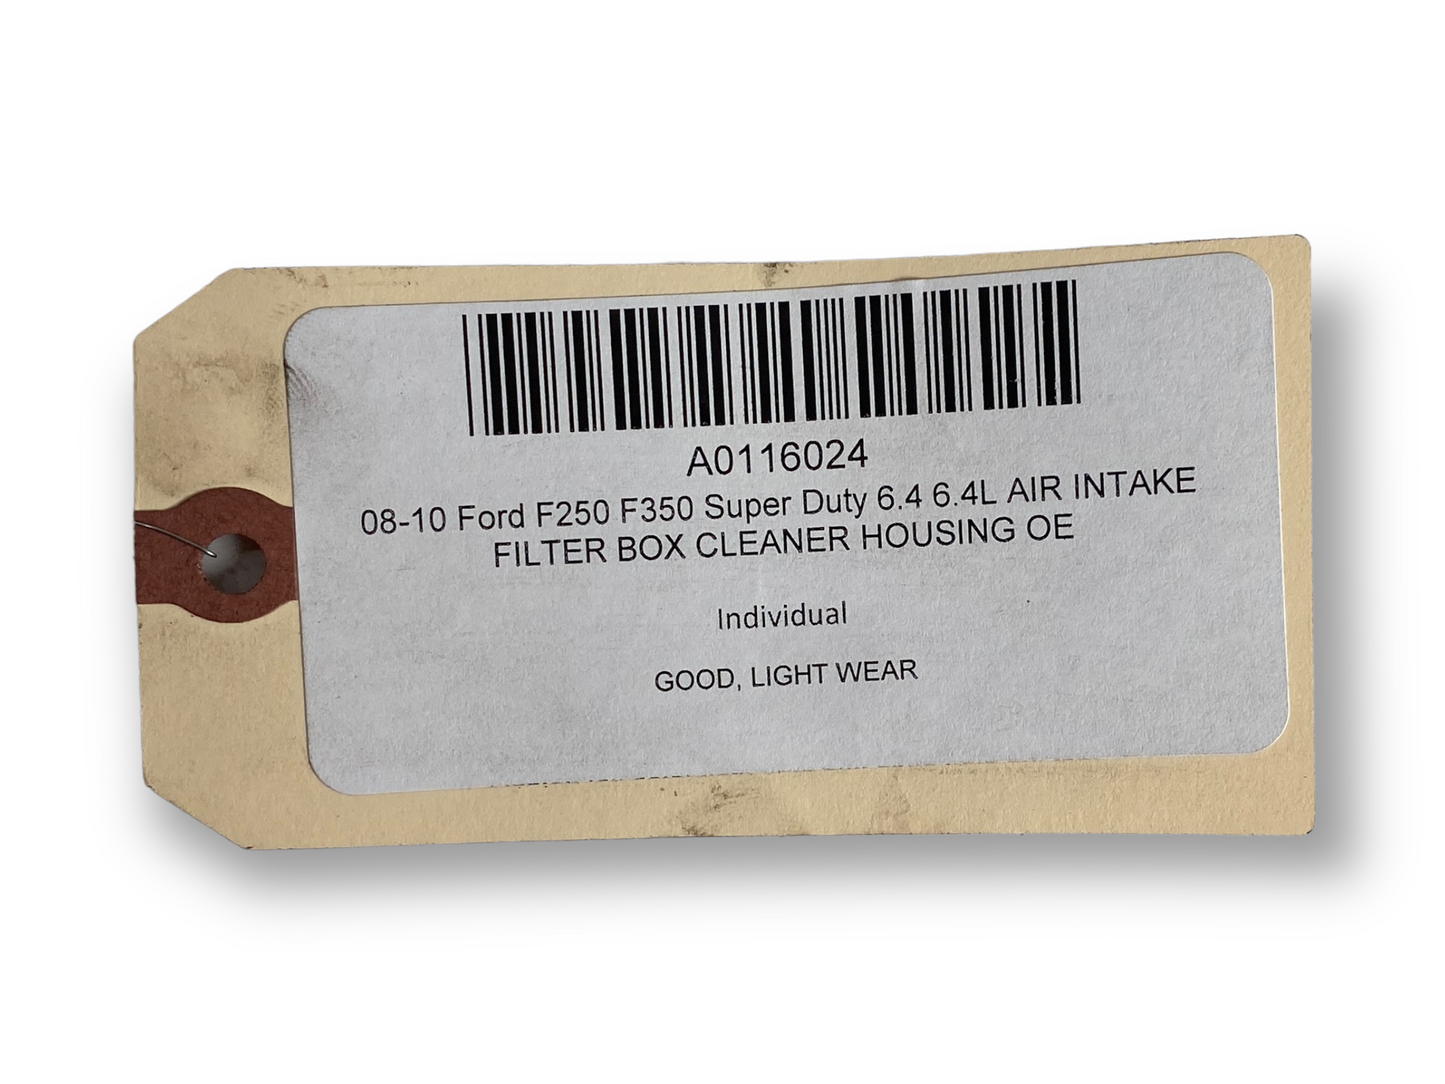 A0116024
08-10 Ford F250 F350 Super Duty 6.4 6.4L AIR INTAKE
FILTER BOX CLEANER HOUSING OE
Individual
GOOD, LIGHT WEAR